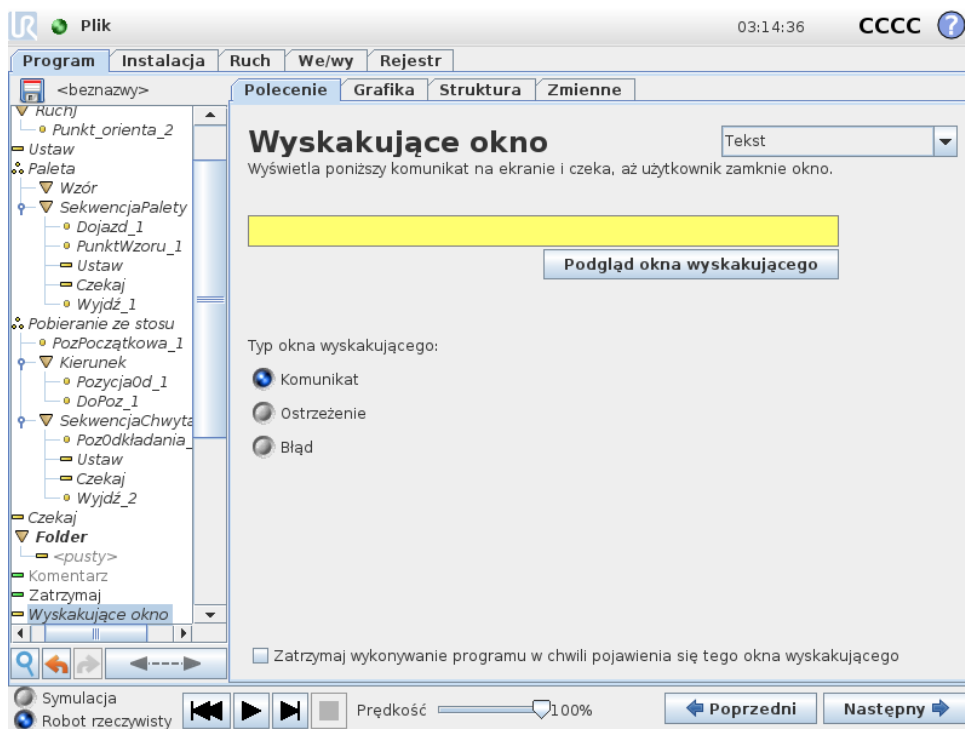 UR Plik 03:14:36 CCCC ?
Program Instalacja Ruch We/wy Rejestr
<beznazwy>
Polecenie Grafika Struktura Zmienne
RuchJ
Punkt_orienta_2
Ustaw
Paleta
Wzór
SekwencjaPalety
Dojazd_1
PunktWzoru_1
Ustaw
Czekaj
Wyjdź_1
Pobieranie ze stosu
PozPoczątkowa_1
Kierunek
PozycjaOd_1
DoPoz_1
SekwencjaChwyta
PozOdkładania_
Ustaw
Czekaj
Wyjdź_2
Czekaj
Folder
<pusty>
Komentarz
Zatrzymaj
Wyskakujące okno
Wyskakujące okno
Tekst
Wyświetla poniższy komunikat na ekranie i czeka, aż użytkownik zamknie okno.
Podgląd okna wyskakującego
Typ okna wyskakującego:
Komunikat
Ostrzeżenie
Błąd
Zatrzymaj wykonywanie programu w chwili pojawienia się tego okna wyskakującego
Symulacja
Robot rzeczywisty
Prędkość 100%
Poprzedni
Następny